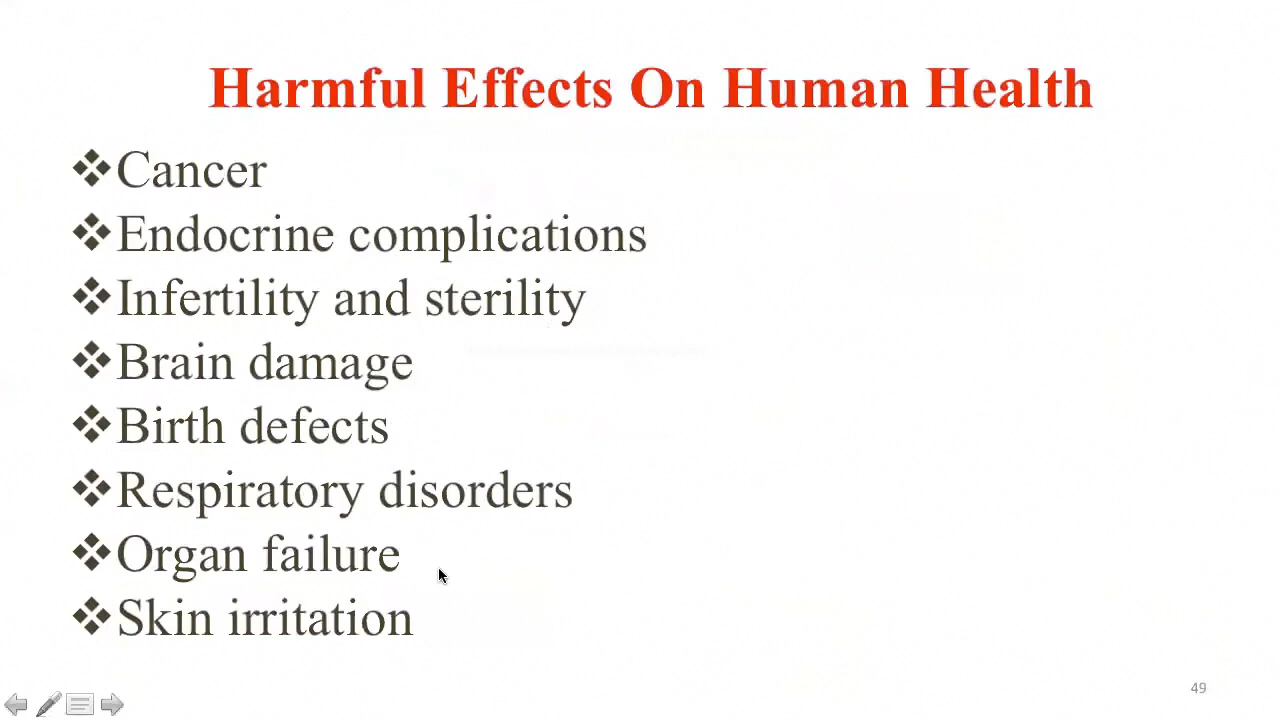 Harmful Effects On Human Health
❖Cancer
❖Endocrine complications
❖Infertility and sterility
❖Brain damage
❖Birth defects
❖Respiratory disorders
❖Organ failure
❖Skin irritation
49